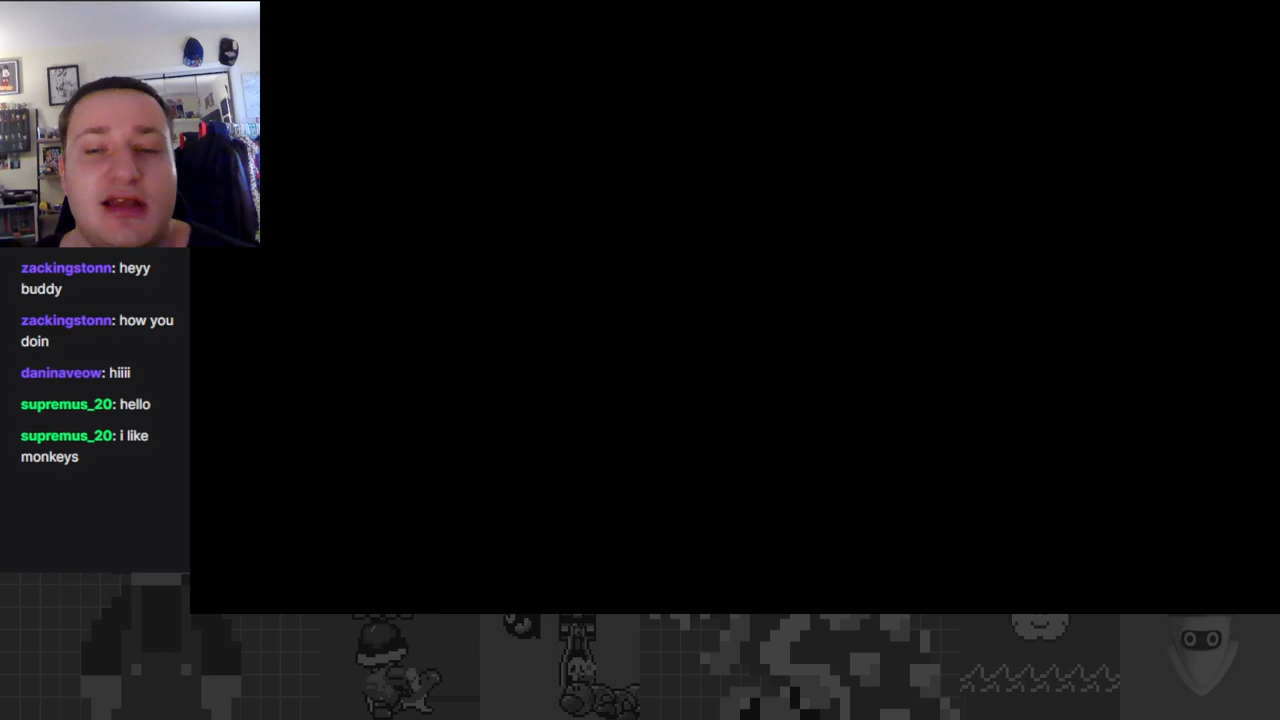 zackingstonn: heyy
buddy
zackingstonn: how you
doin
daninaveow: hiiii
supremus_20: hello
supremus_20: i like
monkeys